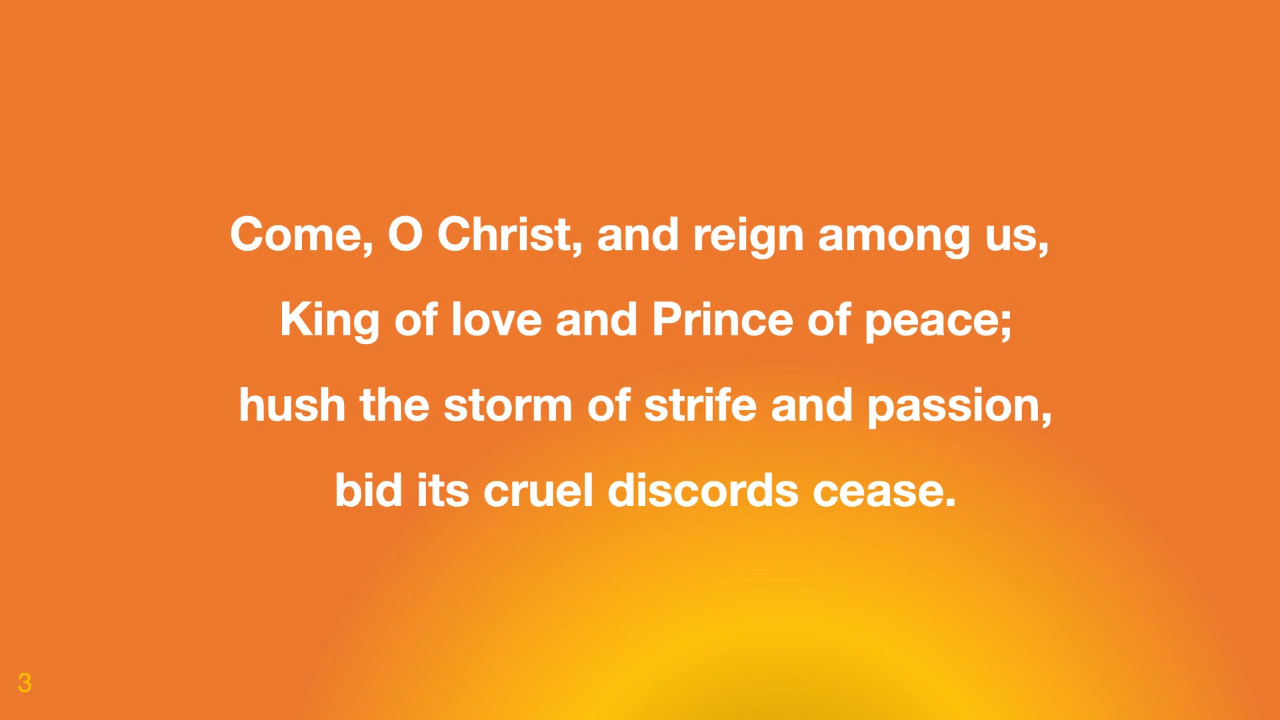 Come, O Christ, and reign among us,
King of love and Prince of peace;
hush the storm of strife and passion,
bid its cruel discords cease.
3